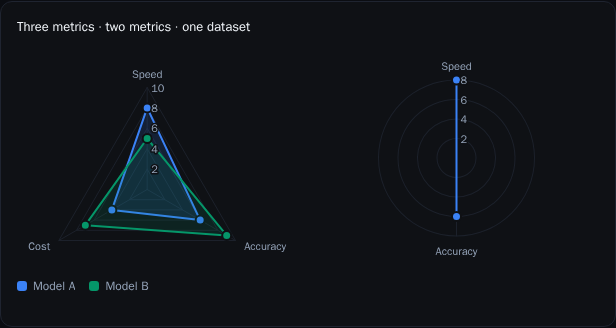 Three metrics · two metrics · one dataset
Speed
10
8
6
4
2
Cost
Accuracy
Speed
8
6
4
2
Accuracy
Model A
Model B